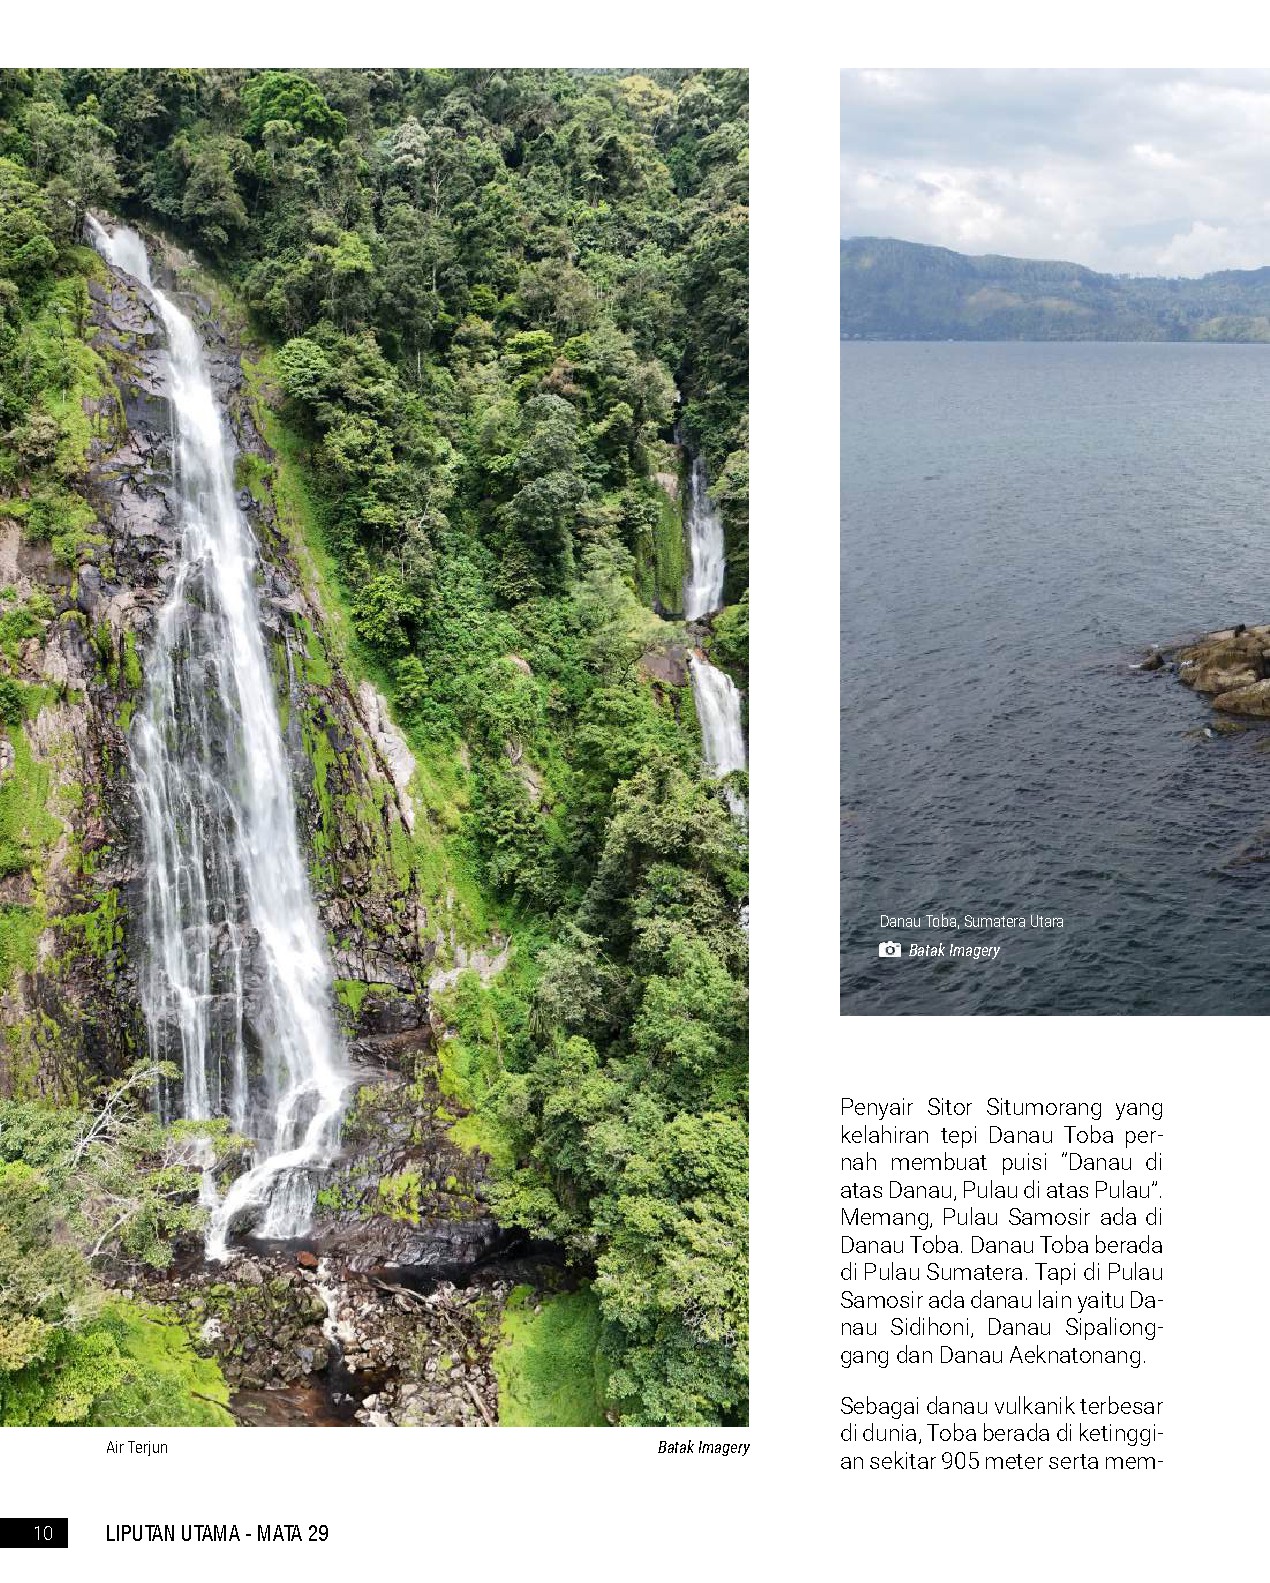 Danau Toba, Sumatera Utara
Batak Imagery
Penyair Sitor Situmorang yang
kelahiran tepi Danau Toba per-
nah membuat puisi “Danau di
atas Danau, Pulau di atas Pulau”.
Memang, Pulau Samosir ada di
Danau Toba. Danau Toba berada
di Pulau Sumatera. Tapi di Pulau
Samosir ada danau lain yaitu Da-
nau Sidihoni, Danau Sipaliong-
gang dan Danau Aeknatonang.
Sebagai danau vulkanik terbesar
di dunia, Toba berada di ketinggi-
an sekitar 905 meter serta mem-
Air Terjun
Batak Imagery
10
LIPUTAN UTAMA - MATA 29